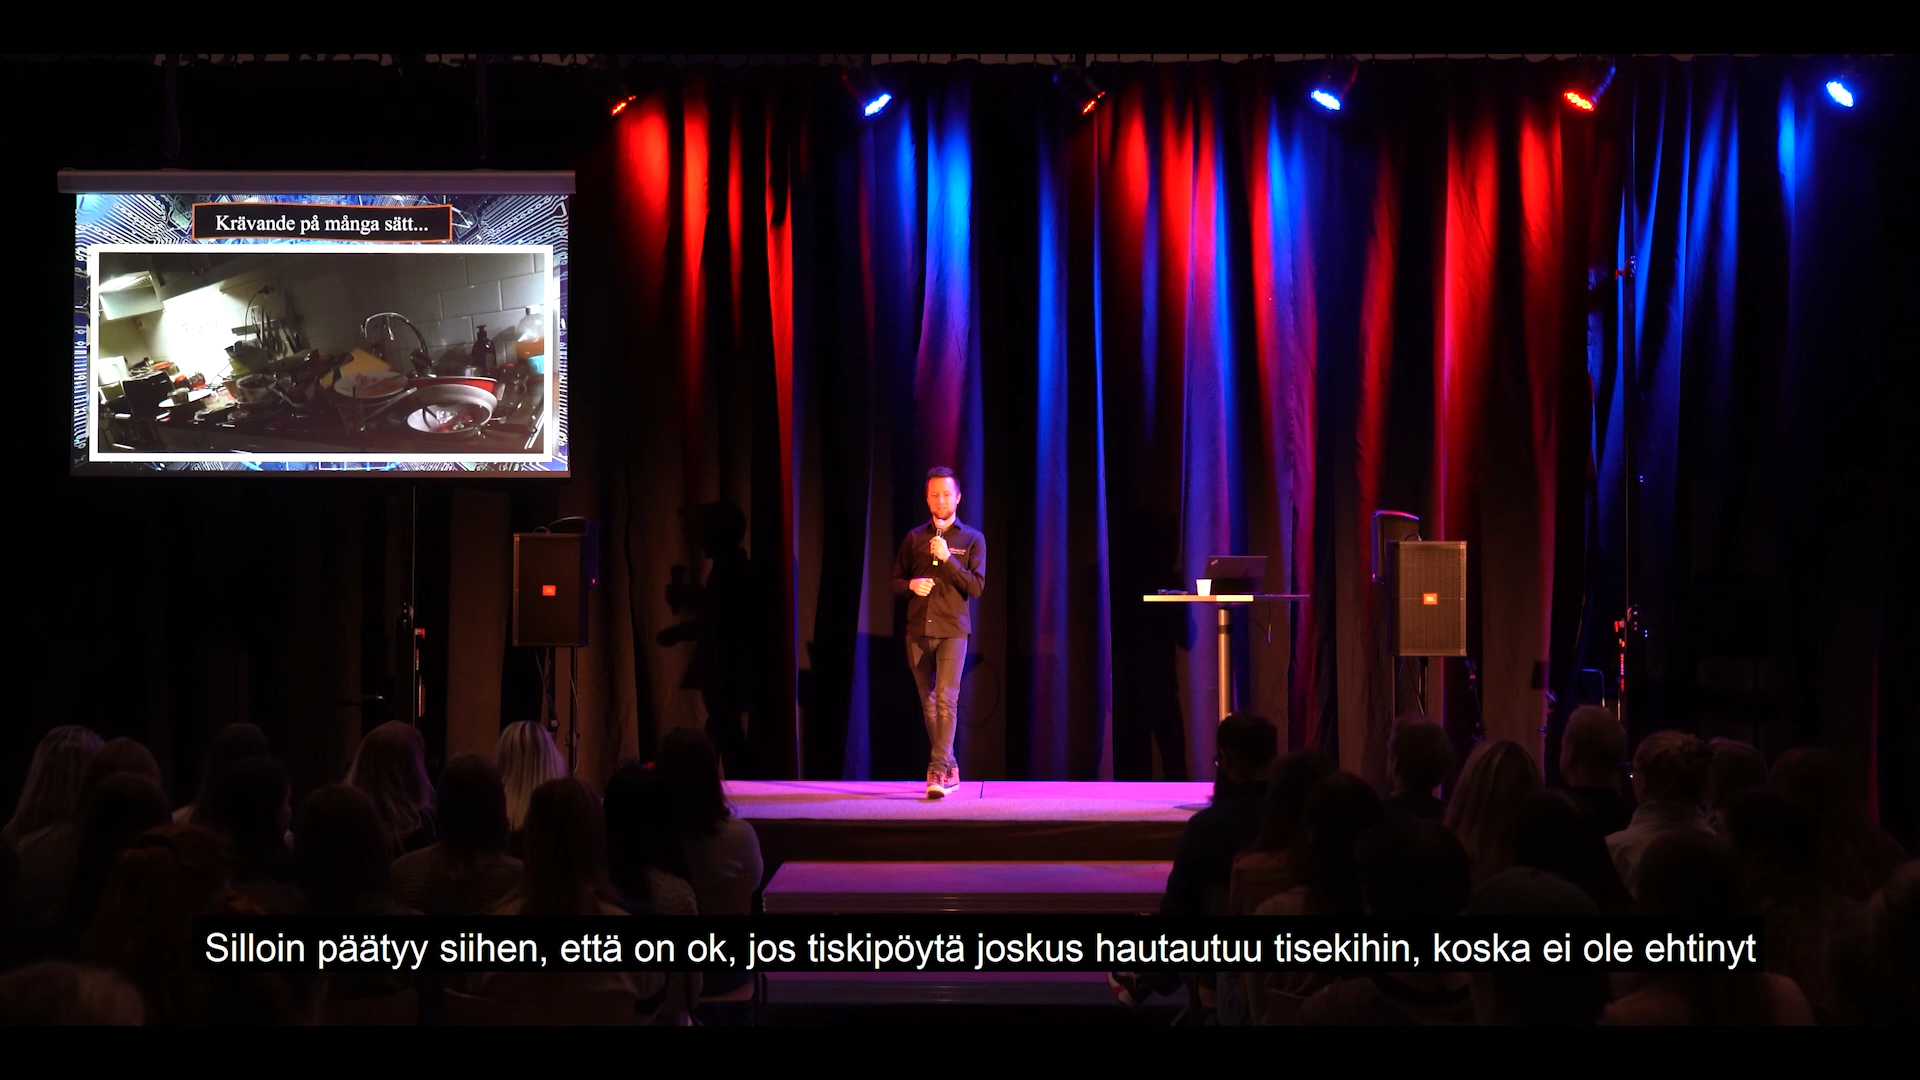 Krävande på många sätt...
Silloin päätyy siihen, että on ok, jos tiskipöytä joskus hautautuu tisekihin, koska ei ole ehtinyt